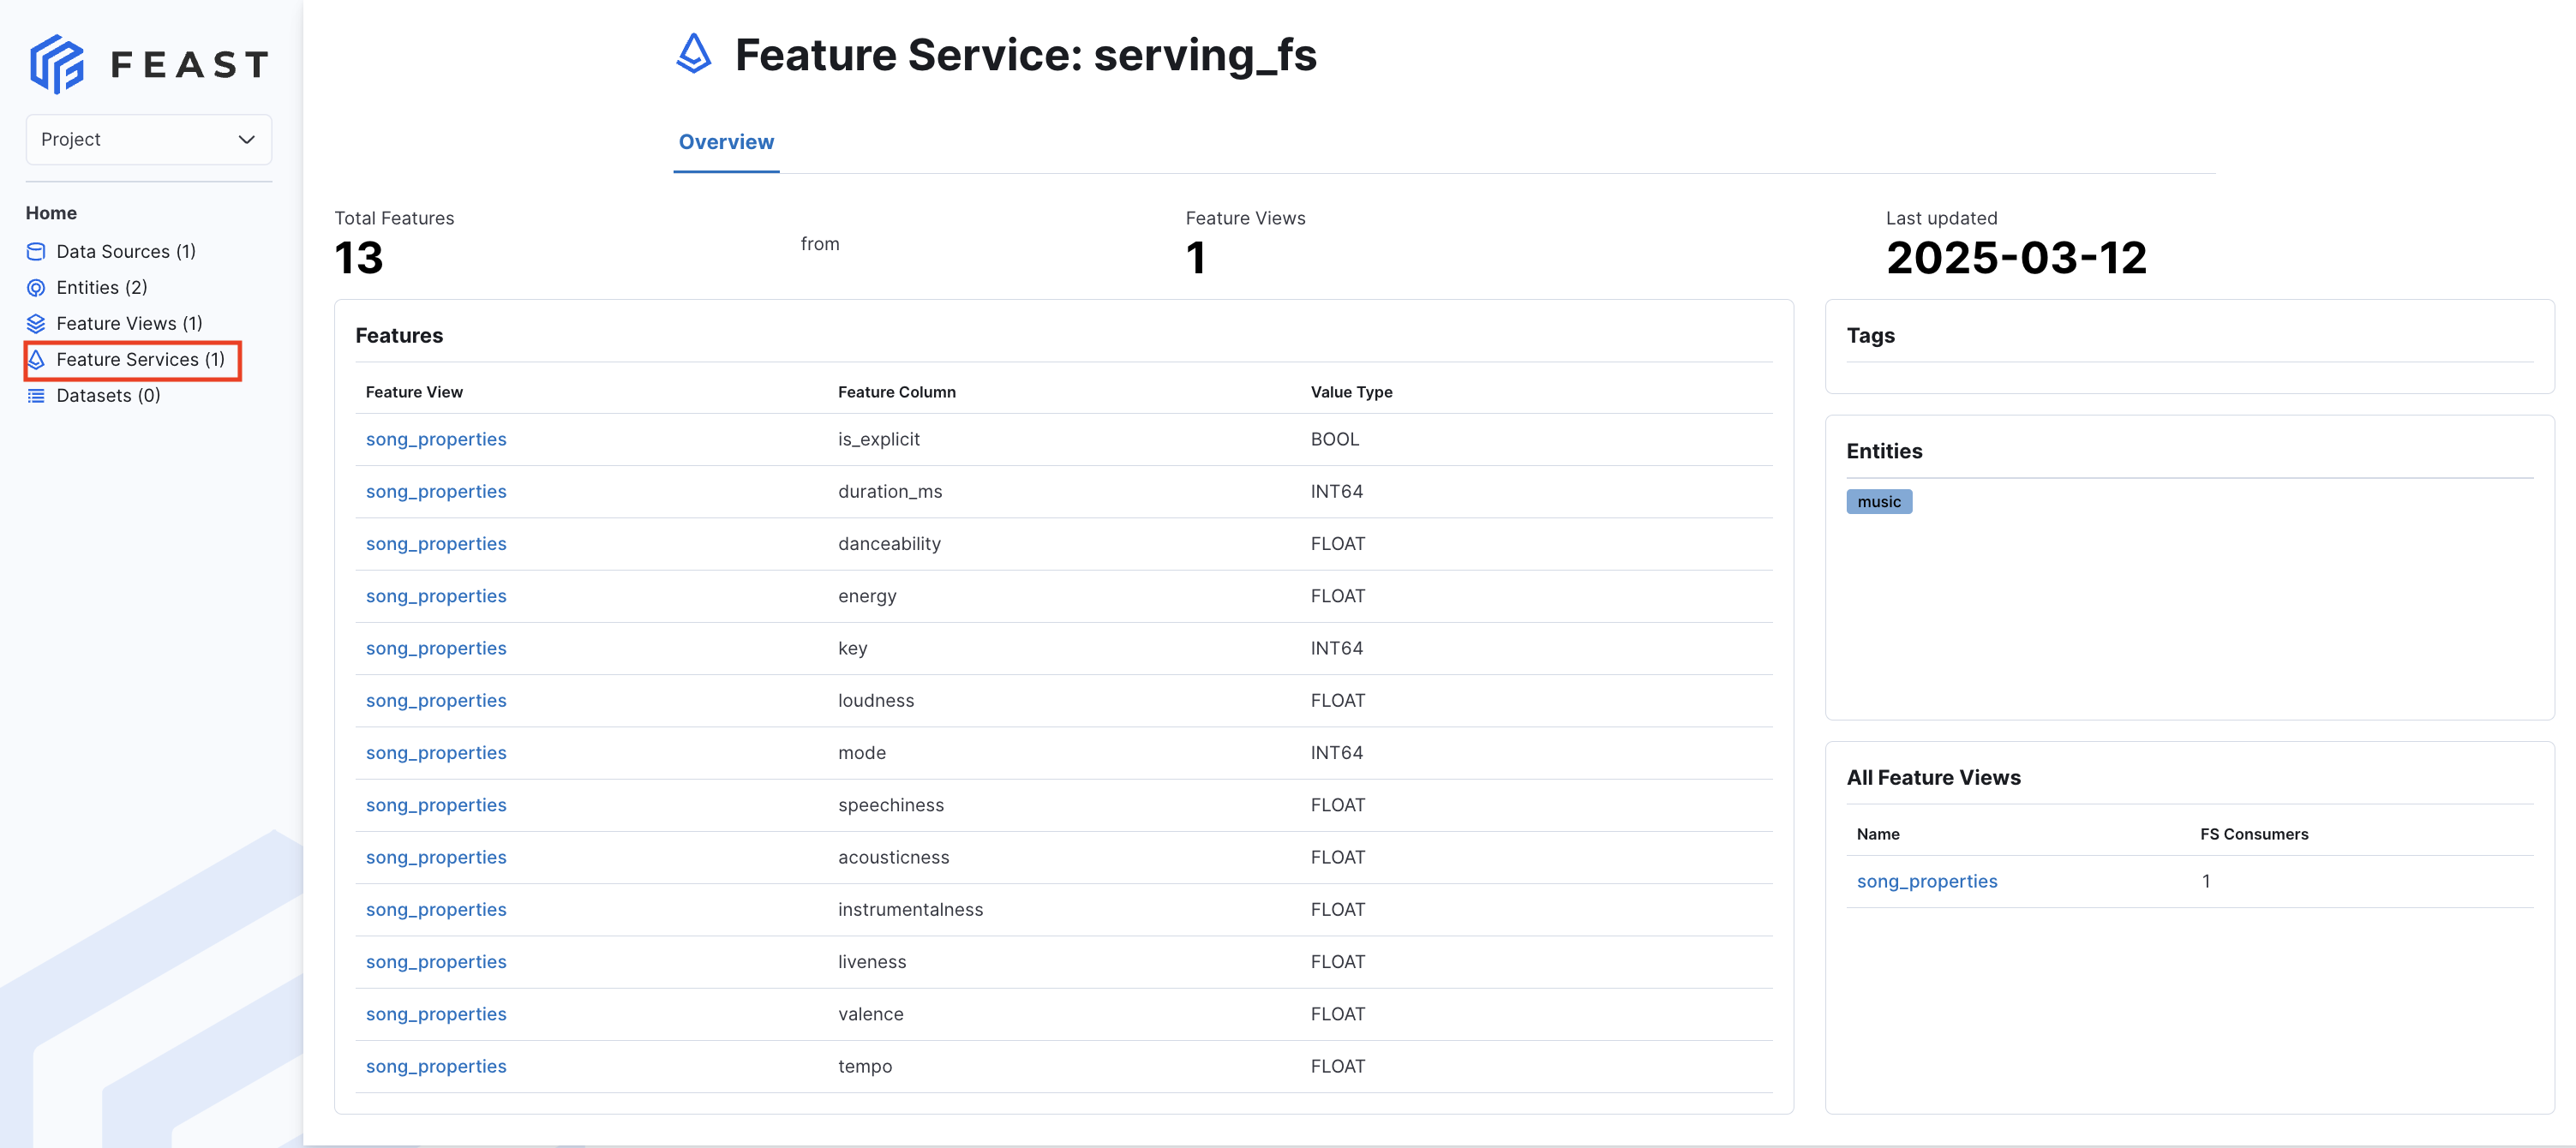 FEAST
Project
Home
Data Sources (1)
Entities (2)
Feature Views (1)
Feature Services (1)
Datasets (0)
Feature Service: serving_fs
Overview
Total Features
13
from
Feature Views
1
Last updated
2025-03-12
Features
Feature View Feature Column Value Type
song_properties is_explicit BOOL
song_properties duration_ms INT64
song_properties danceability FLOAT
song_properties energy FLOAT
song_properties key INT64
song_properties loudness FLOAT
song_properties mode INT64
song_properties speechiness FLOAT
song_properties acousticness FLOAT
song_properties instrumentalness FLOAT
song_properties liveness FLOAT
song_properties valence FLOAT
song_properties tempo FLOAT
Tags
Entities
music
All Feature Views
Name FS Consumers
song_properties 1